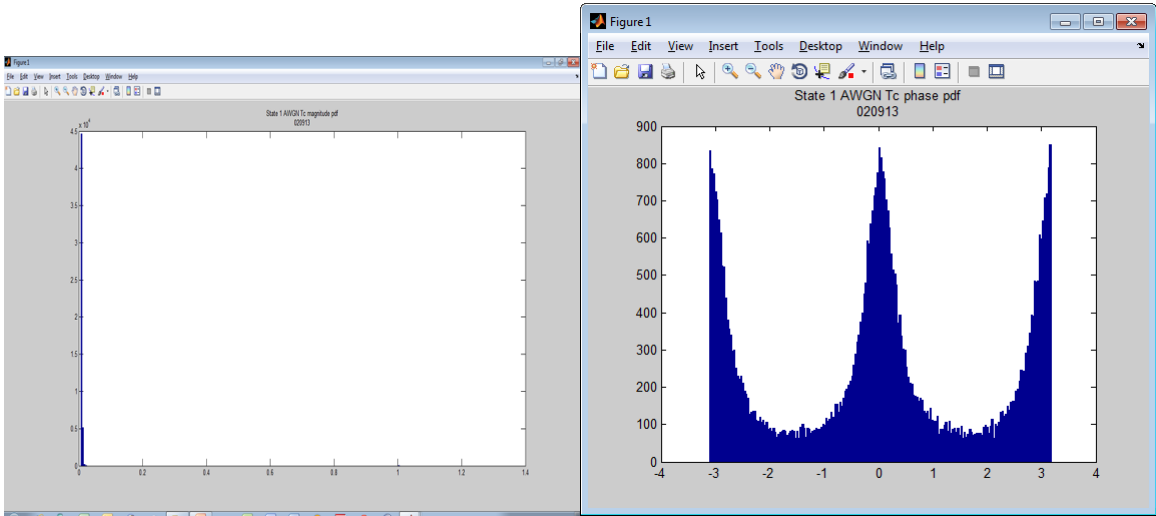 Figure 1
File Edit View Insert Tools Desktop Window Help
State 1 AWGN Tc magnitude pdf
020913
x 10^4
4.5
4
3.5
3
2.5
2
1.5
1
0.5
0
0 0.2 0.4 0.6 0.8 1 1.2 1.4
Figure 1
File Edit View Insert Tools Desktop Window Help
State 1 AWGN Tc phase pdf
020913
900
800
700
600
500
400
300
200
100
0
-4 -3 -2 -1 0 1 2 3 4